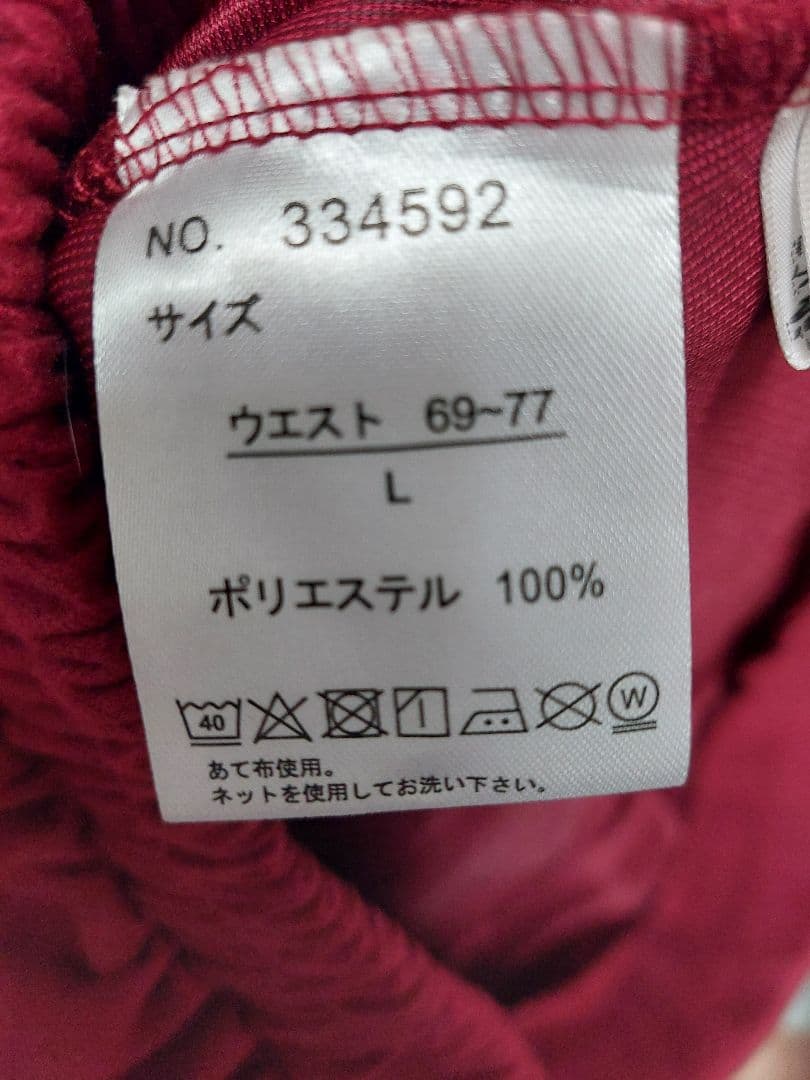 NO. 334592
サイズ
ウエスト 69~77
L
ポリエステル 100%
40 W
あて布使用。
ネットを使用してお洗い下さい。